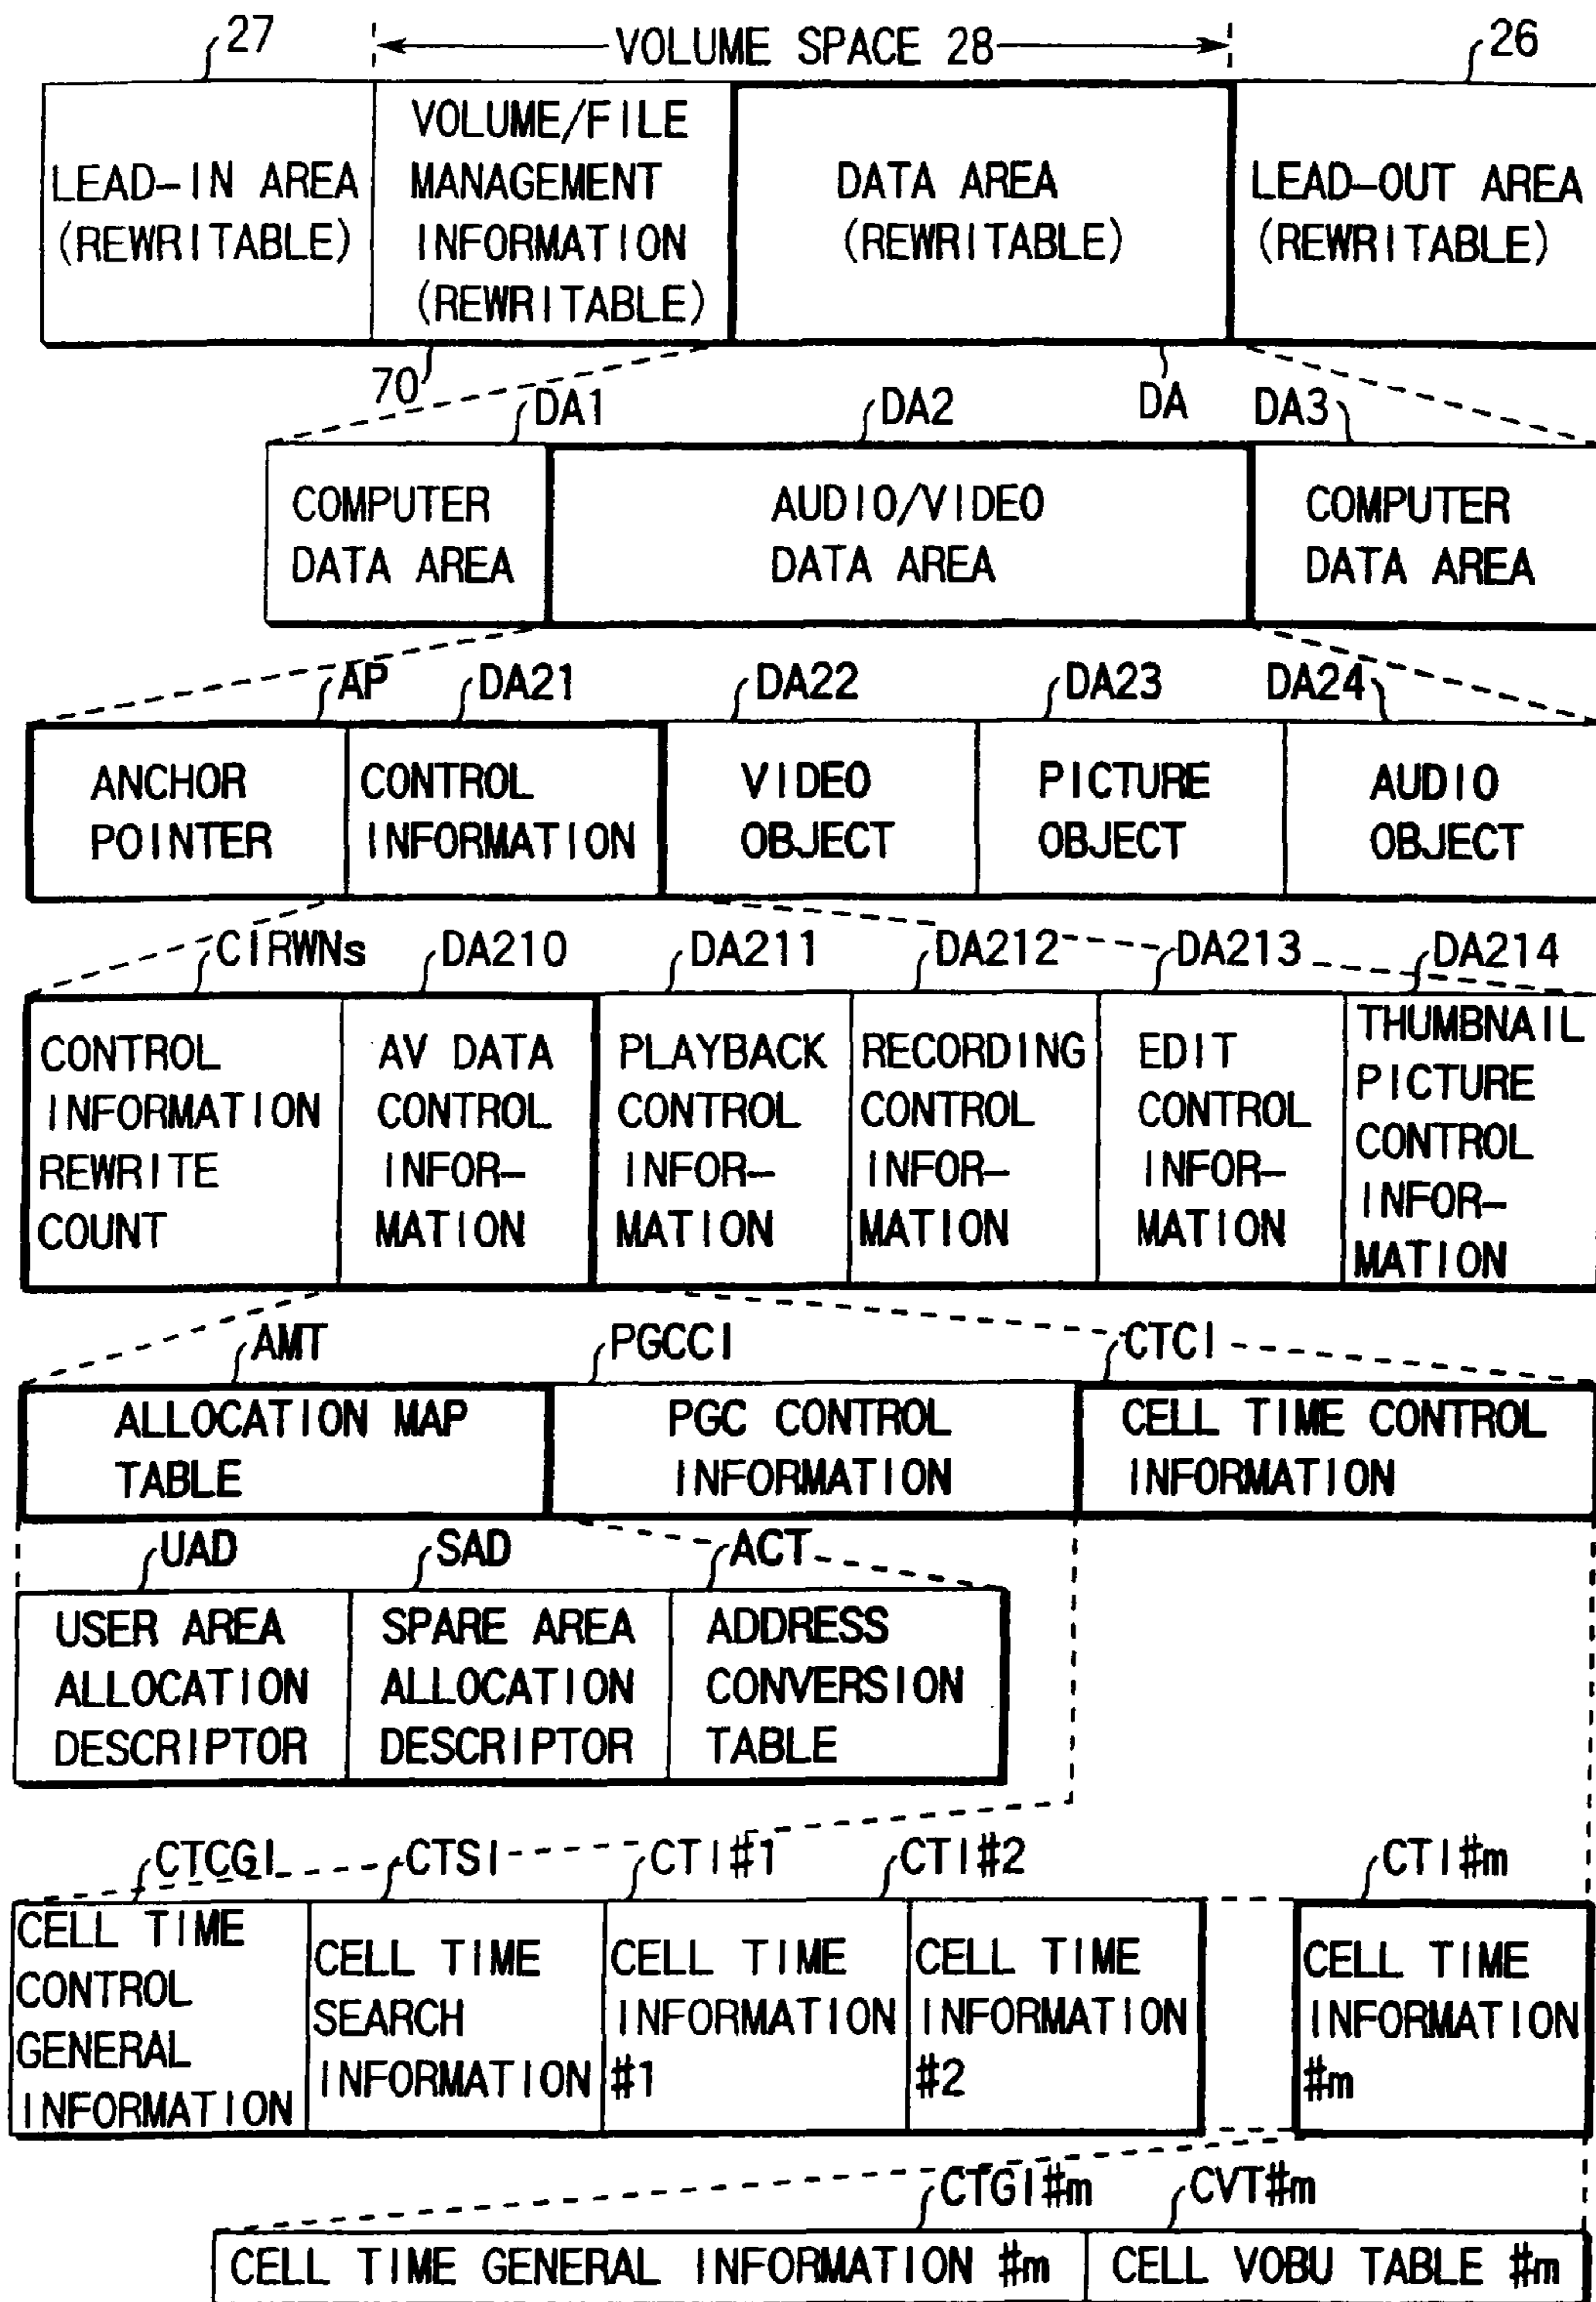 27
VOLUME SPACE 28
26
LEAD-IN AREA
(REWRITABLE)
VOLUME/FILE
MANAGEMENT
INFORMATION
(REWRITABLE)
DATA AREA
(REWRITABLE)
LEAD-OUT AREA
(REWRITABLE)
70
DA1
DA2
DA
DA3
COMPUTER
DATA AREA
AUDIO/VIDEO
DATA AREA
COMPUTER
DATA AREA
AP
DA21
DA22
DA23
DA24
ANCHOR
POINTER
CONTROL
INFORMATION
VIDEO
OBJECT
PICTURE
OBJECT
AUDIO
OBJECT
CIRWNs
DA210
DA211
DA212
DA213
DA214
CONTROL
INFORMATION
REWRITE
COUNT
AV DATA
CONTROL
INFOR-
MATION
PLAYBACK
CONTROL
INFOR-
MATION
RECORDING
CONTROL
INFOR-
MATION
EDIT
CONTROL
INFOR-
MATION
THUMBNAIL
PICTURE
CONTROL
INFOR-
MATION
AMT
PGCCI
CTCI
ALLOCATION MAP
TABLE
PGC CONTROL
INFORMATION
CELL TIME CONTROL
INFORMATION
UAD
SAD
ACT
USER AREA
ALLOCATION
DESCRIPTOR
SPARE AREA
ALLOCATION
DESCRIPTOR
ADDRESS
CONVERSION
TABLE
CTCGI
CTSI
CTI#1
CTI#2
CTI#m
CELL TIME
CONTROL
GENERAL
INFORMATION
CELL TIME
SEARCH
INFORMATION
CELL TIME
INFORMATION
#1
CELL TIME
INFORMATION
#2
CELL TIME
INFORMATION
#m
CTGI#m
CVT#m
CELL TIME GENERAL INFORMATION #m
CELL VOBU TABLE #m